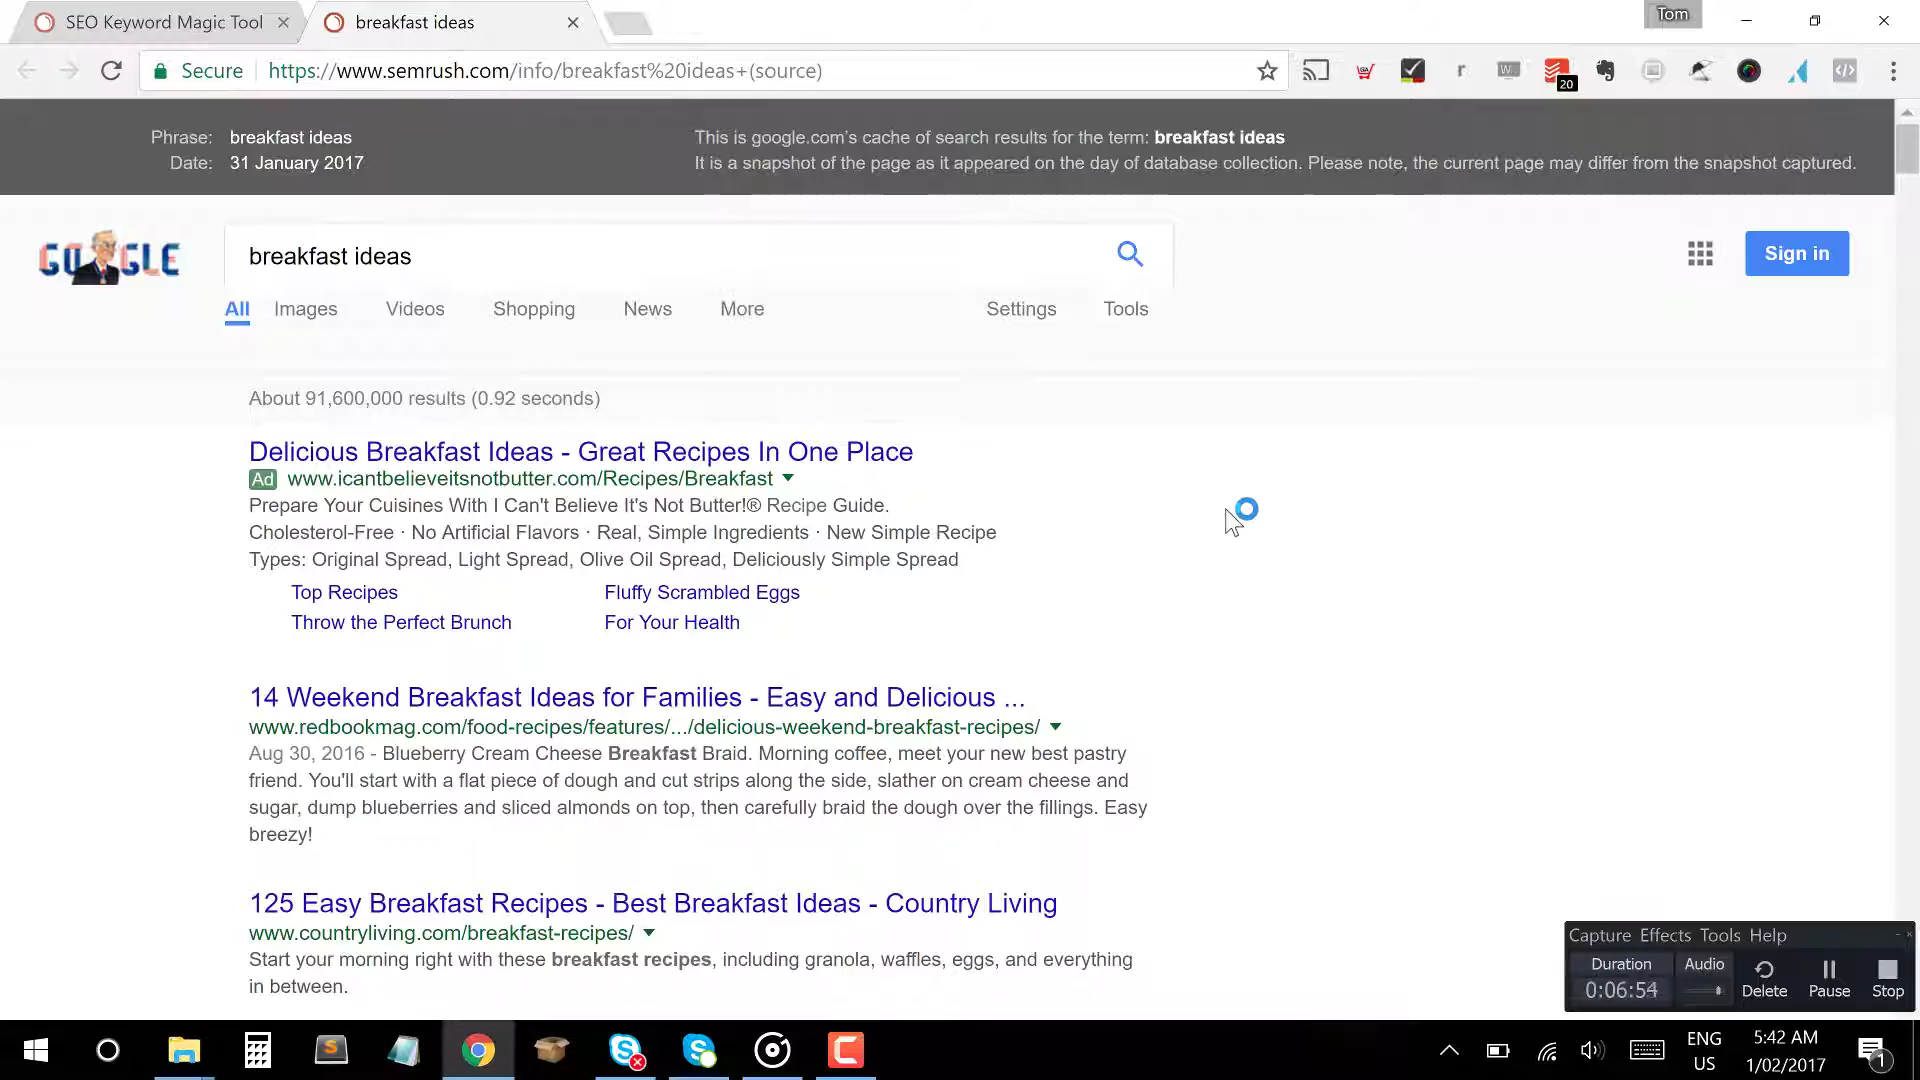 SEO Keyword Magic Tool
breakfast ideas
Tom
Secure https://www.semrush.com/info/breakfast%20ideas+(source)
20
Phrase: breakfast ideas
Date: 31 January 2017
This is google.com's cache of search results for the term: breakfast ideas
It is a snapshot of the page as it appeared on the day of database collection. Please note, the current page may differ from the snapshot captured.
GOOGLE
breakfast ideas
Sign in
All Images Videos Shopping News More Settings Tools
About 91,600,000 results (0.92 seconds)
Delicious Breakfast Ideas - Great Recipes In One Place
Ad www.icantbelieveitsnotbutter.com/Recipes/Breakfast
Prepare Your Cuisines With I Can't Believe It's Not Butter!® Recipe Guide.
Cholesterol-Free · No Artificial Flavors · Real, Simple Ingredients · New Simple Recipe
Types: Original Spread, Light Spread, Olive Oil Spread, Deliciously Simple Spread
Top Recipes Fluffy Scrambled Eggs
Throw the Perfect Brunch For Your Health
14 Weekend Breakfast Ideas for Families - Easy and Delicious ...
www.redbookmag.com/food-recipes/features/.../delicious-weekend-breakfast-recipes/
Aug 30, 2016 - Blueberry Cream Cheese Breakfast Braid. Morning coffee, meet your new best pastry
friend. You'll start with a flat piece of dough and cut strips along the side, slather on cream cheese and
sugar, dump blueberries and sliced almonds on top, then carefully braid the dough over the fillings. Easy
breezy!
125 Easy Breakfast Recipes - Best Breakfast Ideas - Country Living
www.countryliving.com/breakfast-recipes/
Start your morning right with these breakfast recipes, including granola, waffles, eggs, and everything
in between.
Capture Effects Tools Help
Duration Audio
0:06:54 Delete Pause Stop
ENG
US
5:42 AM
1/02/2017
1